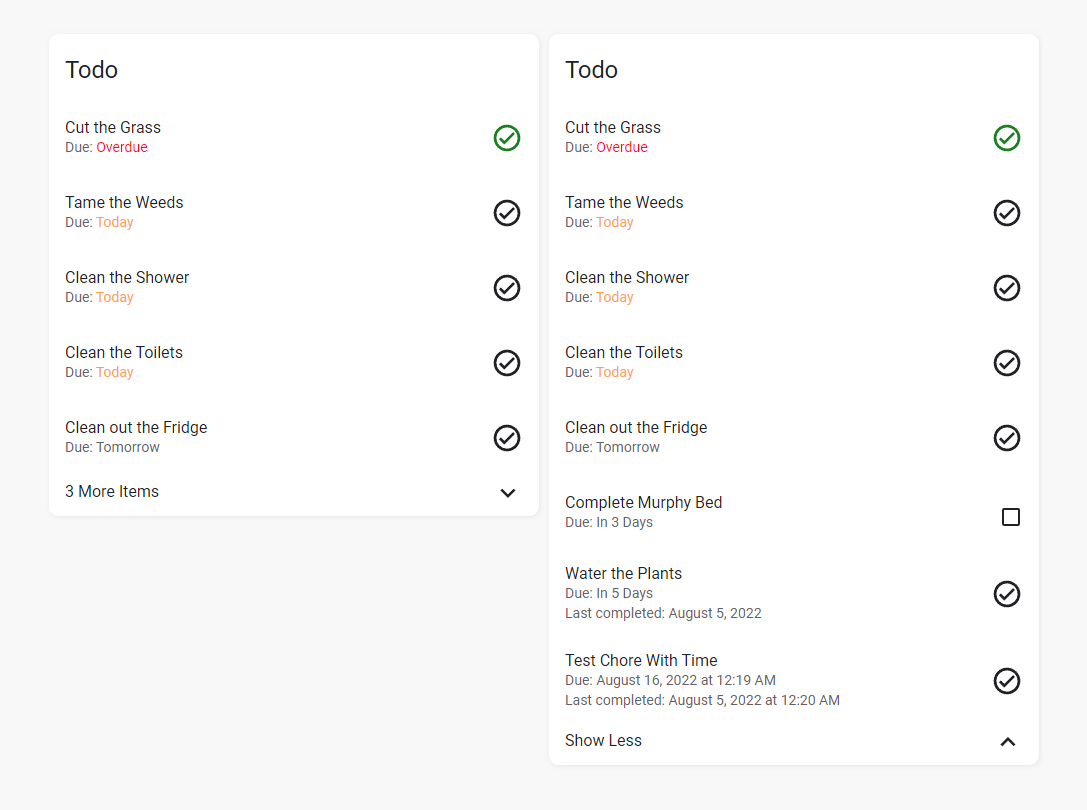 Todo
Cut the Grass
Due: Overdue
Tame the Weeds
Due: Today
Clean the Shower
Due: Today
Clean the Toilets
Due: Today
Clean out the Fridge
Due: Tomorrow
3 More Items
Todo
Cut the Grass
Due: Overdue
Tame the Weeds
Due: Today
Clean the Shower
Due: Today
Clean the Toilets
Due: Today
Clean out the Fridge
Due: Tomorrow
Complete Murphy Bed
Due: In 3 Days
Water the Plants
Due: In 5 Days
Last completed: August 5, 2022
Test Chore With Time
Due: August 16, 2022 at 12:19 AM
Last completed: August 5, 2022 at 12:20 AM
Show Less